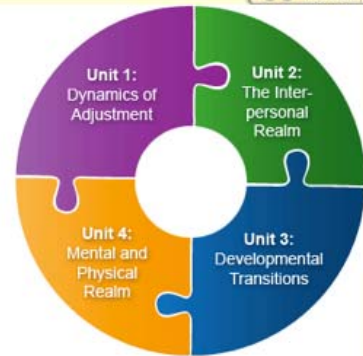 Unit 1:
Dynamics of
Adjustment
Unit 2:
The Inter-
personal
Realm
Unit 3:
Developmental
Transitions
Unit 4:
Mental and
Physical
Realm